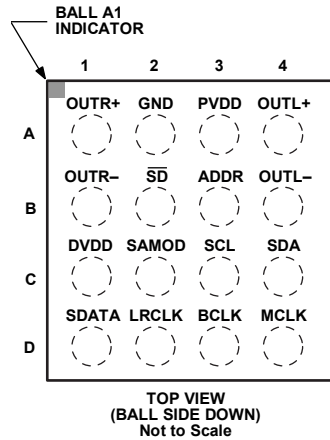 BALL A1
INDICATOR
1 2 3 4
OUTR+ GND PVDD OUTL+
A
OUTR– S̅D̅ ADDR OUTL–
B
DVDD SAMOD SCL SDA
C
SDATA LRCLK BCLK MCLK
D
TOP VIEW
(BALL SIDE DOWN)
Not to Scale